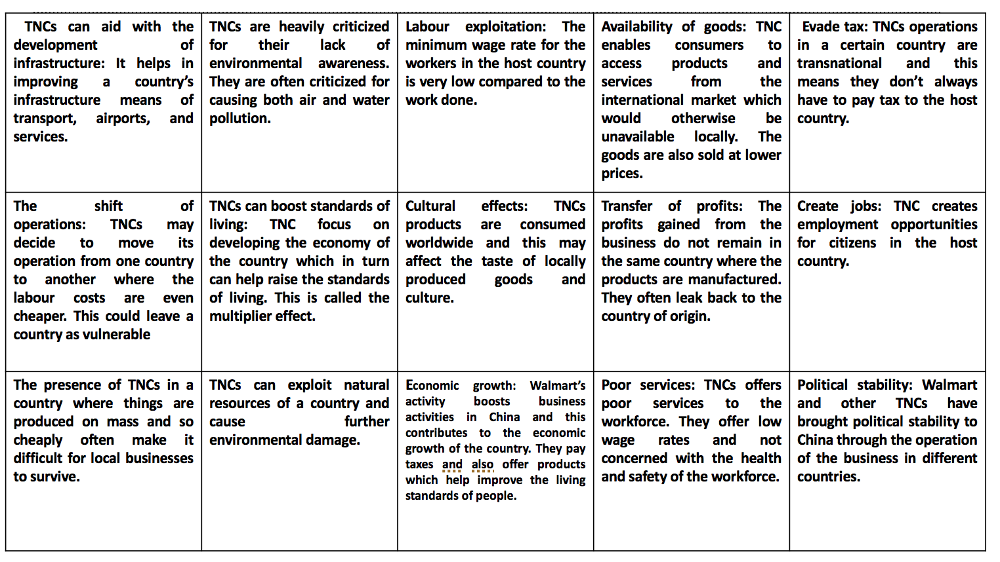 TNCs can aid with the
development of
infrastructure: It helps in
improving a country's
infrastructure means of
transport, airports, and
services.
TNCs are heavily criticized
for their lack of
environmental awareness.
They are often criticized for
causing both air and water
pollution.
Labour exploitation: The
minimum wage rate for the
workers in the host country
is very low compared to the
work done.
Availability of goods: TNC
enables consumers to
access products and
services from the
international market which
would otherwise be
unavailable locally. The
goods are also sold at lower
prices.
Evade tax: TNCs operations
in a certain country are
transnational and this
means they don't always
have to pay tax to the host
country.
The shift of
operations: TNCs may
decide to move its
operation from one country
to another where the
labour costs are even
cheaper. This could leave a
country as vulnerable
TNCs can boost standards of
living: TNC focus on
developing the economy of
the country which in turn
can help raise the standards
of living. This is called the
multiplier effect.
Cultural effects: TNCs
products are consumed
worldwide and this may
affect the taste of locally
produced goods and
culture.
Transfer of profits: The
profits gained from the
business do not remain in
the same country where the
products are manufactured.
They often leak back to the
country of origin.
Create jobs: TNC creates
employment opportunities
for citizens in the host
country.
The presence of TNCs in a
country where things are
produced on mass and so
cheaply often make it
difficult for local businesses
to survive.
TNCs can exploit natural
resources of a country and
cause further
environmental damage.
Economic growth: Walmart's
activity boosts business
activities in China and this
contributes to the economic
growth of the country. They pay
taxes and also offer products
which help improve the living
standards of people.
Poor services: TNCs offers
poor services to the
workforce. They offer low
wage rates and not
concerned with the health
and safety of the workforce.
Political stability: Walmart
and other TNCs have
brought political stability to
China through the operation
of the business in different
countries.